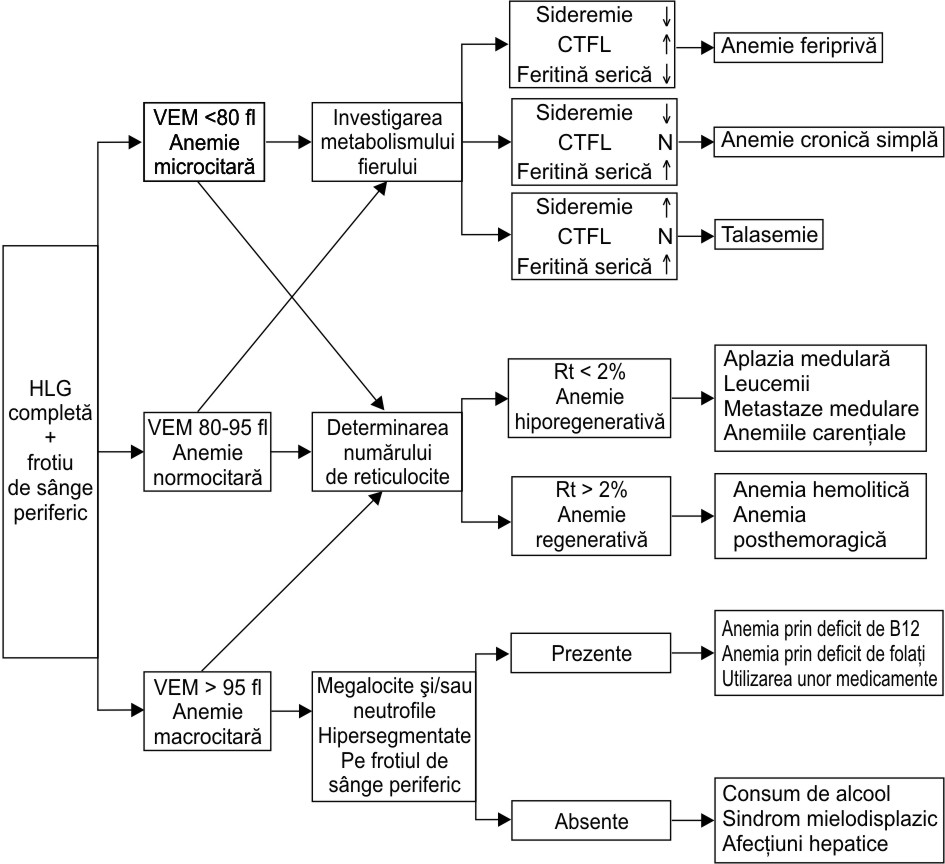 HLG
completă
+
frotiu
de sânge
periferic
VEM <80 fl
Anemie
microcitară
VEM 80-95 fl
Anemie
normocitară
VEM > 95 fl
Anemie
macrocitară
Investigarea
metabolismului
fierului
Determinarea
numărului
de reticulocite
Megalocite şi/sau
neutrofile
Hipersegmentate
Pe frotiul de
sânge periferic
Sideremie ↓
CTFL ↑
Feritină serică ↓
Sideremie ↓
CTFL N
Feritină serică ↑
Sideremie ↑
CTFL N
Feritină serică ↑
Rt < 2%
Anemie
hiporegenerativă
Rt > 2%
Anemie
regenerativă
Prezente
Absente
Anemie feriprivă
Anemie cronică simplă
Talasemie
Aplazia medulară
Leucemii
Metastaze medulare
Anemiile carențiale
Anemia hemolitică
Anemia
posthemoragică
Anemia prin deficit de B12
Anemia prin deficit de folați
Utilizarea unor medicamente
Consum de alcool
Sindrom mielodisplazic
Afecțiuni hepatice